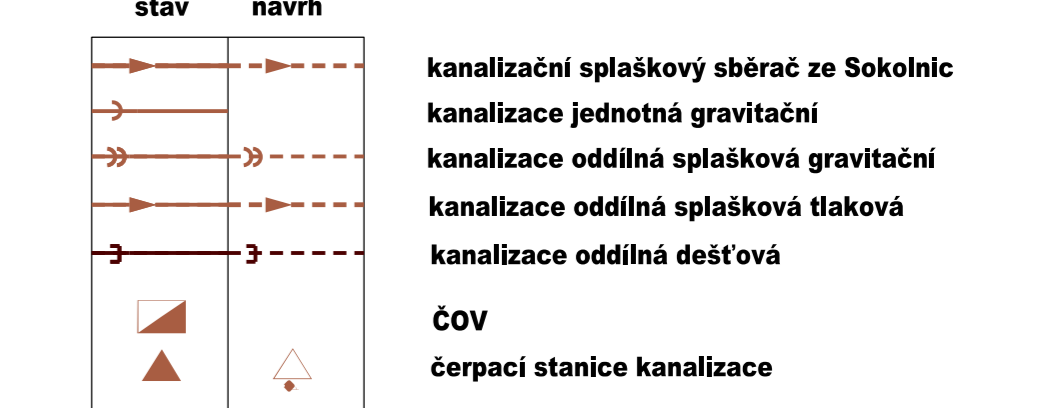 stav návrh
kanalizační splaškový sběrač ze Sokolnic
kanalizace jednotná gravitační
kanalizace oddílná splašková gravitační
kanalizace oddílná splašková tlaková
kanalizace oddílná dešťová
ČOV
čerpací stanice kanalizace